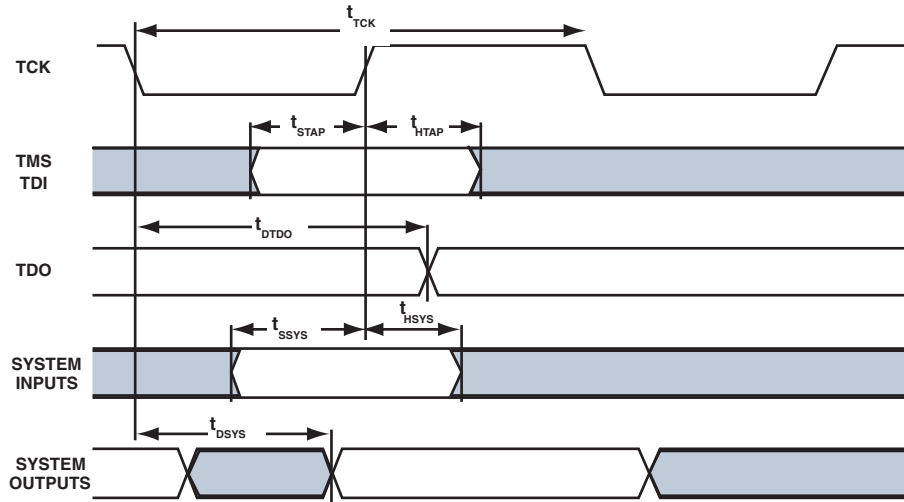 tTCK
TCK
tSTAP
tHTAP
TMS
TDI
tDTDO
TDO
tSSYS
tHSYS
SYSTEM
INPUTS
tDSYS
SYSTEM
OUTPUTS